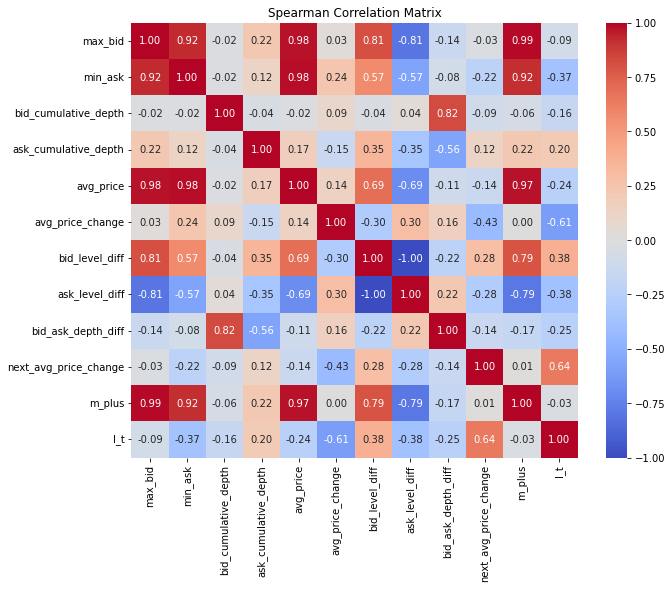 Spearman Correlation Matrix
max_bid 1.00 0.92 -0.02 0.22 0.98 0.03 0.81 -0.81 -0.14 -0.03 0.99 -0.09
min_ask 0.92 1.00 -0.02 0.12 0.98 0.24 0.57 -0.57 -0.08 -0.22 0.92 -0.37
bid_cumulative_depth -0.02 -0.02 1.00 -0.04 -0.02 0.09 -0.04 0.04 0.82 -0.09 -0.06 -0.16
ask_cumulative_depth 0.22 0.12 -0.04 1.00 0.17 -0.15 0.35 -0.35 -0.56 0.12 0.22 0.20
avg_price 0.98 0.98 -0.02 0.17 1.00 0.14 0.69 -0.69 -0.11 -0.14 0.97 -0.24
avg_price_change 0.03 0.24 0.09 -0.15 0.14 1.00 -0.30 0.30 0.16 -0.43 0.00 -0.61
bid_level_diff 0.81 0.57 -0.04 0.35 0.69 -0.30 1.00 -1.00 -0.22 0.28 0.79 0.38
ask_level_diff -0.81 -0.57 0.04 -0.35 -0.69 0.30 -1.00 1.00 0.22 -0.28 -0.79 -0.38
bid_ask_depth_diff -0.14 -0.08 0.82 -0.56 -0.11 0.16 -0.22 0.22 1.00 -0.14 -0.17 -0.25
next_avg_price_change -0.03 -0.22 -0.09 0.12 -0.14 -0.43 0.28 -0.28 -0.14 1.00 0.01 0.64
m_plus 0.99 0.92 -0.06 0.22 0.97 0.00 0.79 -0.79 -0.17 0.01 1.00 -0.03
I_t -0.09 -0.37 -0.16 0.20 -0.24 -0.61 0.38 -0.38 -0.25 0.64 -0.03 1.00
max_bid
min_ask
bid_cumulative_depth
ask_cumulative_depth
avg_price
avg_price_change
bid_level_diff
ask_level_diff
bid_ask_depth_diff
next_avg_price_change
m_plus
I_t
1.00
0.75
0.50
0.25
0.00
-0.25
-0.50
-0.75
-1.00